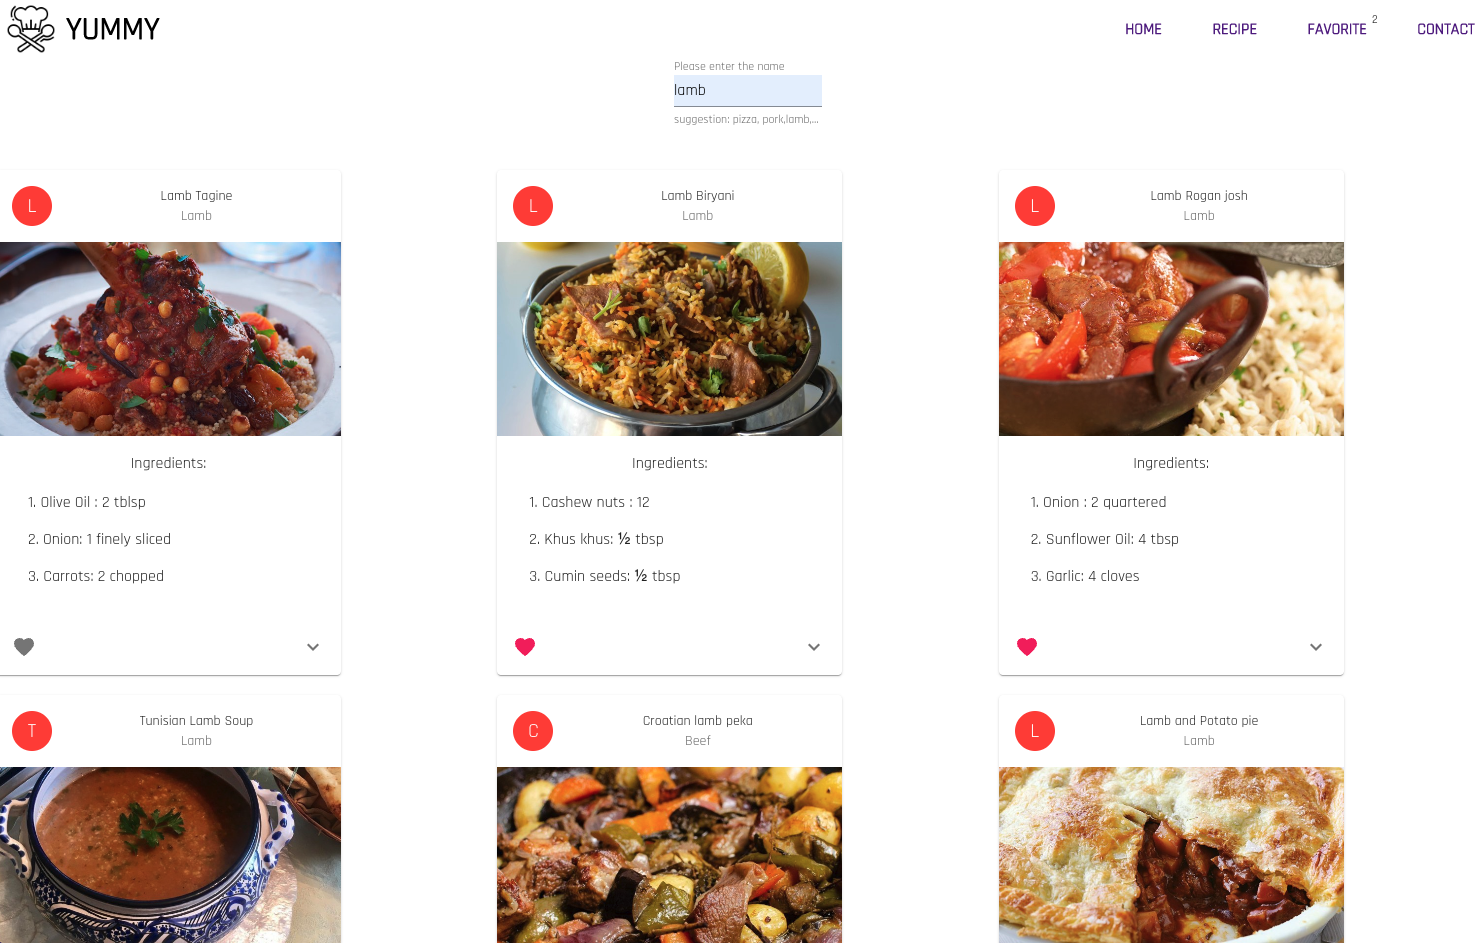 YUMMY
HOME
RECIPE
FAVORITE 2
CONTACT
Please enter the name
lamb
suggestion: pizza, pork,lamb,...
L
Lamb Tagine
Lamb
Ingredients:
1. Olive Oil : 2 tblsp
2. Onion: 1 finely sliced
3. Carrots: 2 chopped
L
Lamb Biryani
Lamb
Ingredients:
1. Cashew nuts : 12
2. Khus khus: ½ tbsp
3. Cumin seeds: ½ tbsp
L
Lamb Rogan josh
Lamb
Ingredients:
1. Onion : 2 quartered
2. Sunflower Oil: 4 tbsp
3. Garlic: 4 cloves
T
Tunisian Lamb Soup
Lamb
C
Croatian lamb peka
Beef
L
Lamb and Potato pie
Lamb